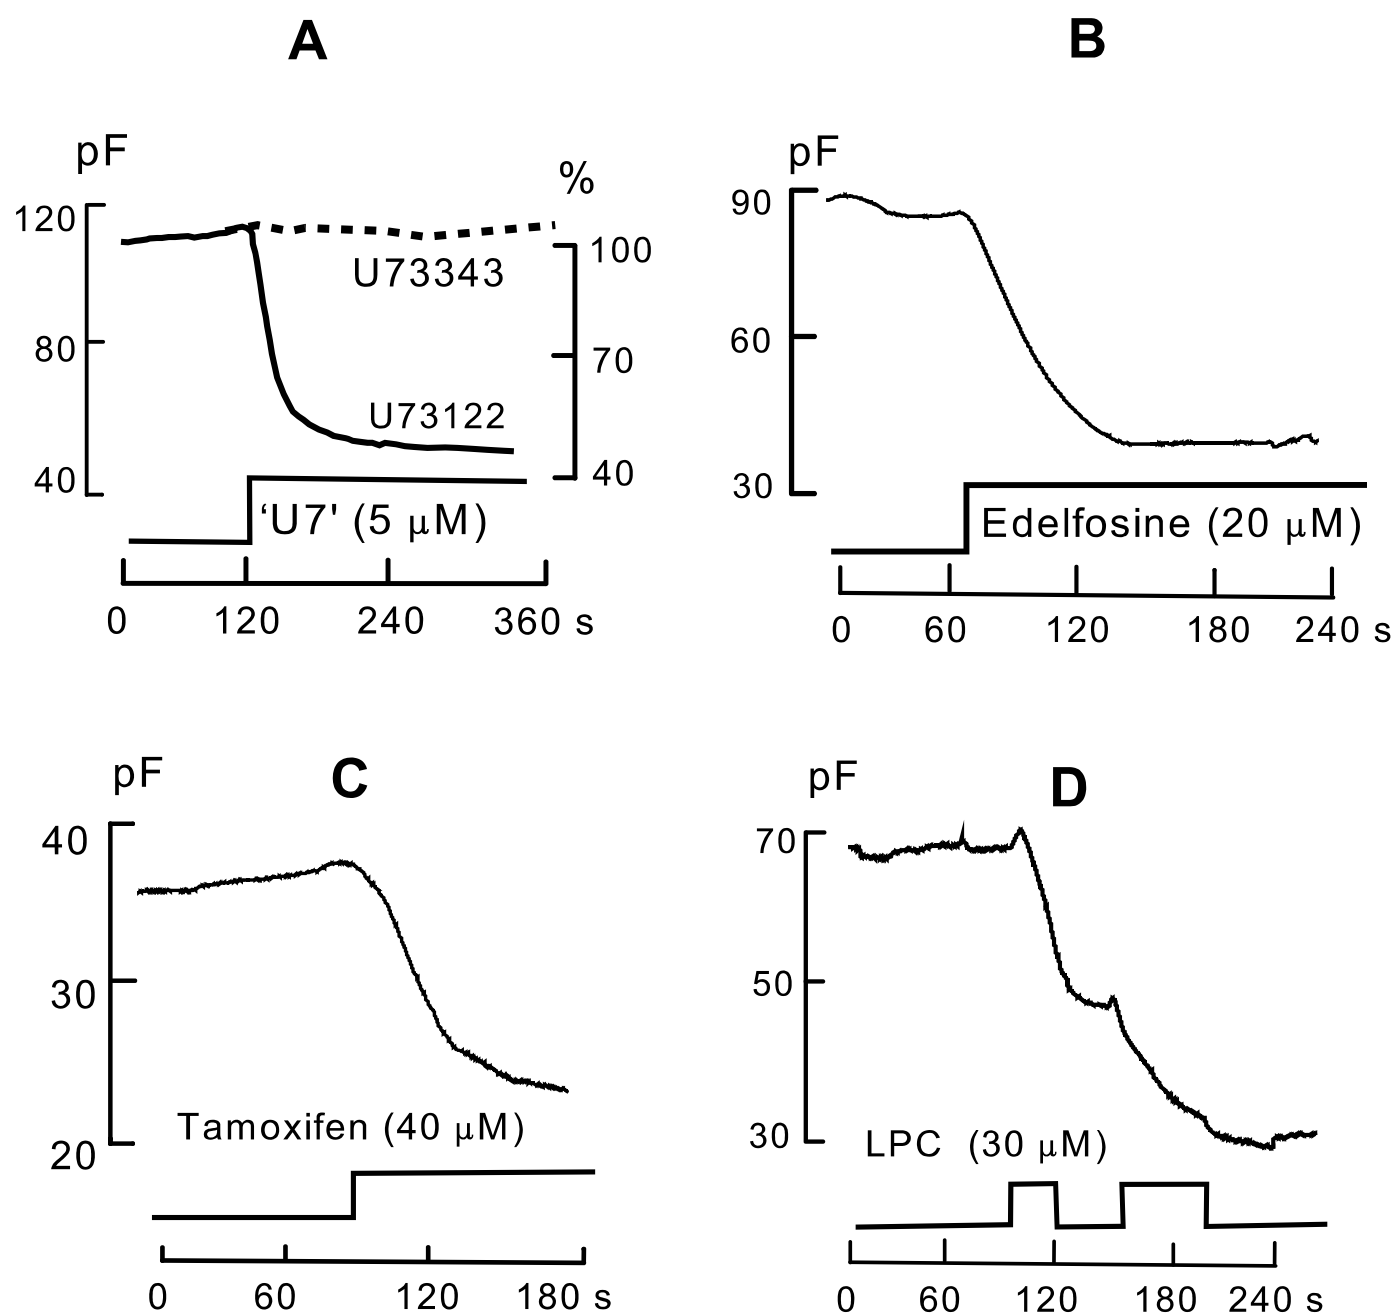 A
pF
%
120
80
40
100
70
40
U73343
U73122
‘U7' (5 µM)
0 120 240 360 s
B
pF
90
60
30
Edelfosine (20 µM)
0 60 120 180 240 s
C
pF
40
30
20
Tamoxifen (40 µM)
0 60 120 180 s
D
pF
70
50
30
LPC (30 µM)
0 60 120 180 240 s